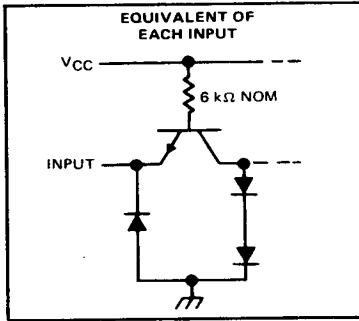 EQUIVALENT OF
EACH INPUT
VCC
6 kΩ NOM
INPUT